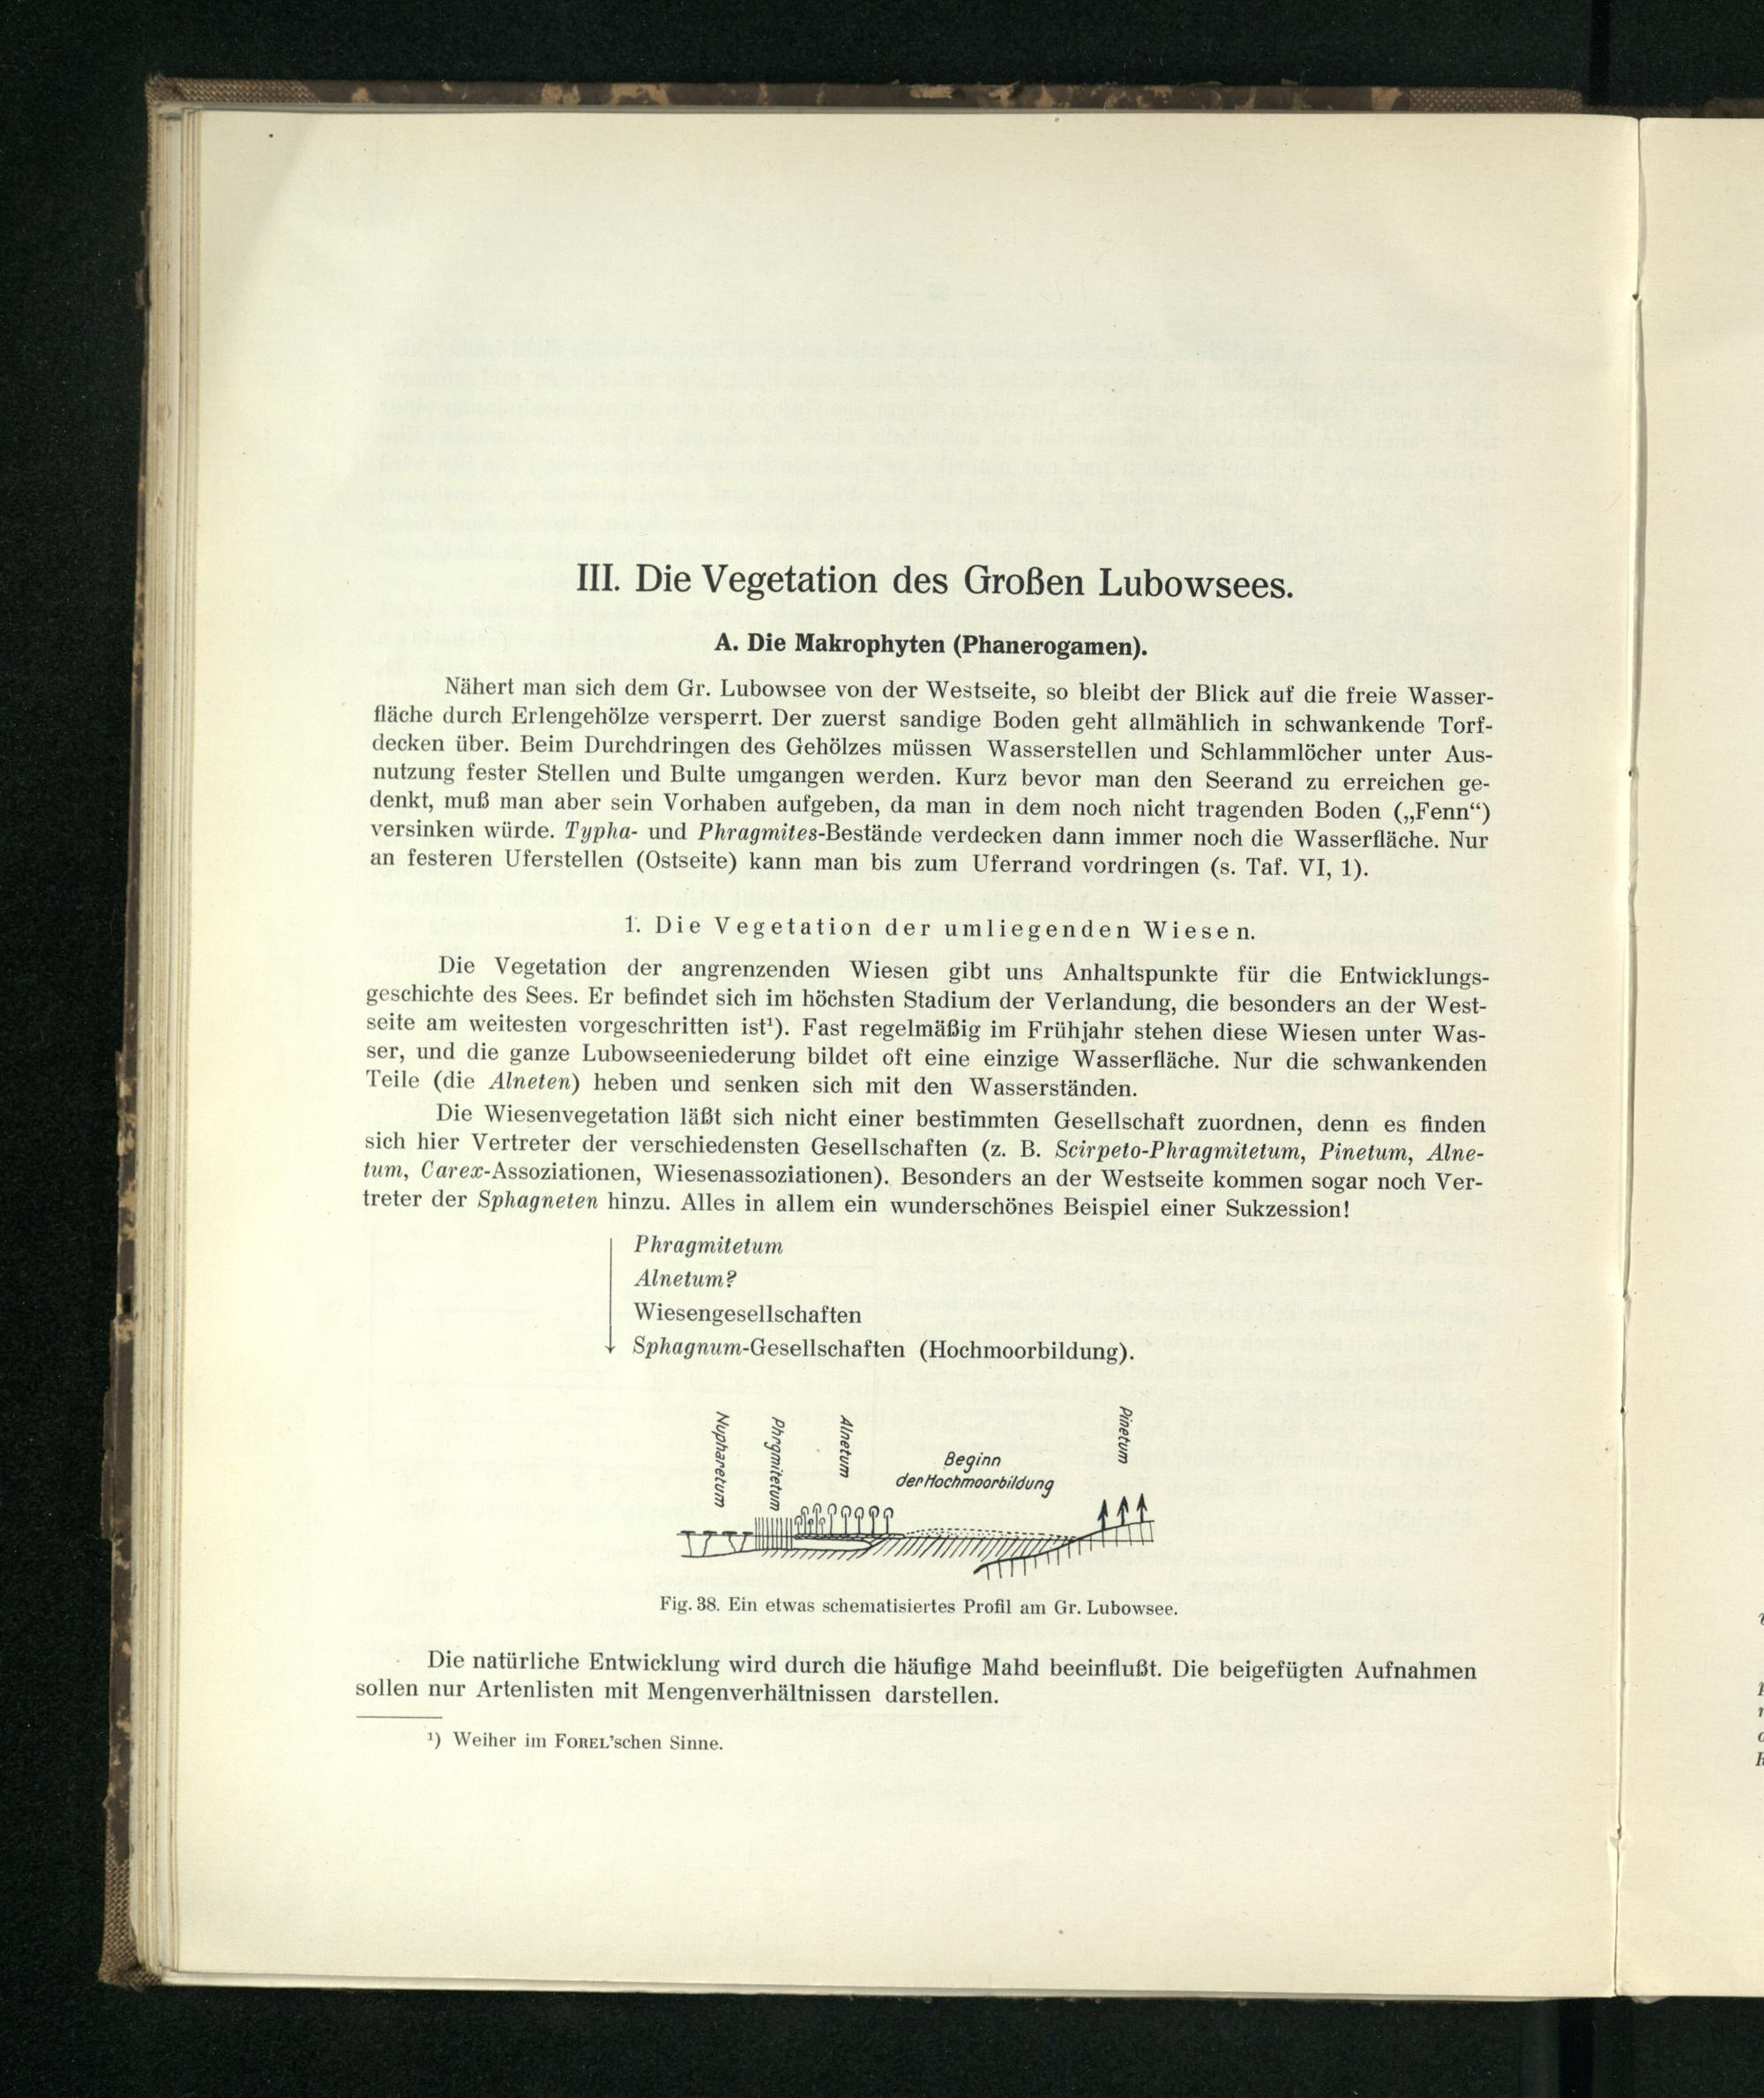 III. Die Vegetation des Großen Lubowsees.
A. Die Makrophyten (Phanerogamen).
Nähert man sich dem Gr. Lubowsee von der Westseite, so bleibt der Blick auf die freie Wasser-
fläche durch Erlengehölze versperrt. Der zuerst sandige Boden geht allmählich in schwankende Torf-
decken über. Beim Durchdringen des Gehölzes müssen Wasserstellen und Schlammlöcher unter Aus-
nutzung fester Stellen und Bulte umgangen werden. Kurz bevor man den Seerand zu erreichen ge-
denkt, muß man aber sein Vorhaben aufgeben, da man in dem noch nicht tragenden Boden („Fenn“)
versinken würde. Typha- und Phragmites-Bestände verdecken dann immer noch die Wasserfläche. Nur
an festeren Uferstellen (Ostseite) kann man bis zum Uferrand vordringen (s. Taf. VI, 1).
1. Die Vegetation der umliegenden Wiesen.
Die Vegetation der angrenzenden Wiesen gibt uns Anhaltspunkte für die Entwicklungs-
geschichte des Sees. Er befindet sich im höchsten Stadium der Verlandung, die besonders an der West-
seite am weitesten vorgeschritten ist¹). Fast regelmäßig im Frühjahr stehen diese Wiesen unter Was-
ser, und die ganze Lubowseeniederung bildet oft eine einzige Wasserfläche. Nur die schwankenden
Teile (die Alneten) heben und senken sich mit den Wasserständen.
Die Wiesenvegetation läßt sich nicht einer bestimmten Gesellschaft zuordnen, denn es finden
sich hier Vertreter der verschiedensten Gesellschaften (z. B. Scirpeto-Phragmitetum, Pinetum, Alne-
tum, Carex-Assoziationen, Wiesenassoziationen). Besonders an der Westseite kommen sogar noch Ver-
treter der Sphagneten hinzu. Alles in allem ein wunderschönes Beispiel einer Sukzession!
Phragmitetum
Alnetum?
Wiesengesellschaften
Sphagnum-Gesellschaften (Hochmoorbildung).
Nupharetum
Phrgmitetum
Alnetum
Beginn
der Hochmoorbildung
Pinetum
Fig. 38. Ein etwas schematisiertes Profil am Gr. Lubowsee.
Die natürliche Entwicklung wird durch die häufige Mahd beeinflußt. Die beigefügten Aufnahmen
sollen nur Artenlisten mit Mengenverhältnissen darstellen.
¹) Weiher im FOREL'schen Sinne.